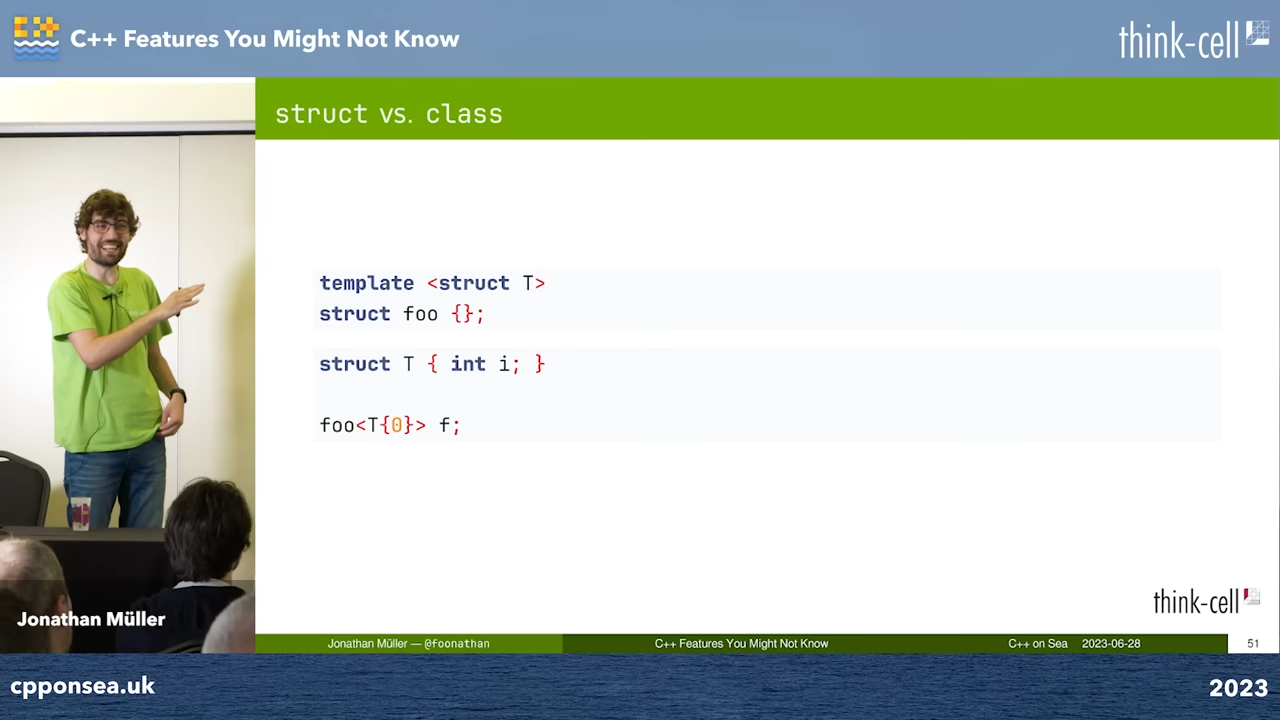 C++ Features You Might Not Know
think-cell
struct vs. class
template <struct T>
struct foo {};
struct T { int i; }
foo<T{0}> f;
think-cell
Jonathan Müller
Jonathan Müller — @foonathan C++ Features You Might Not Know C++ on Sea 2023-06-28 51
cpponsea.uk
2023